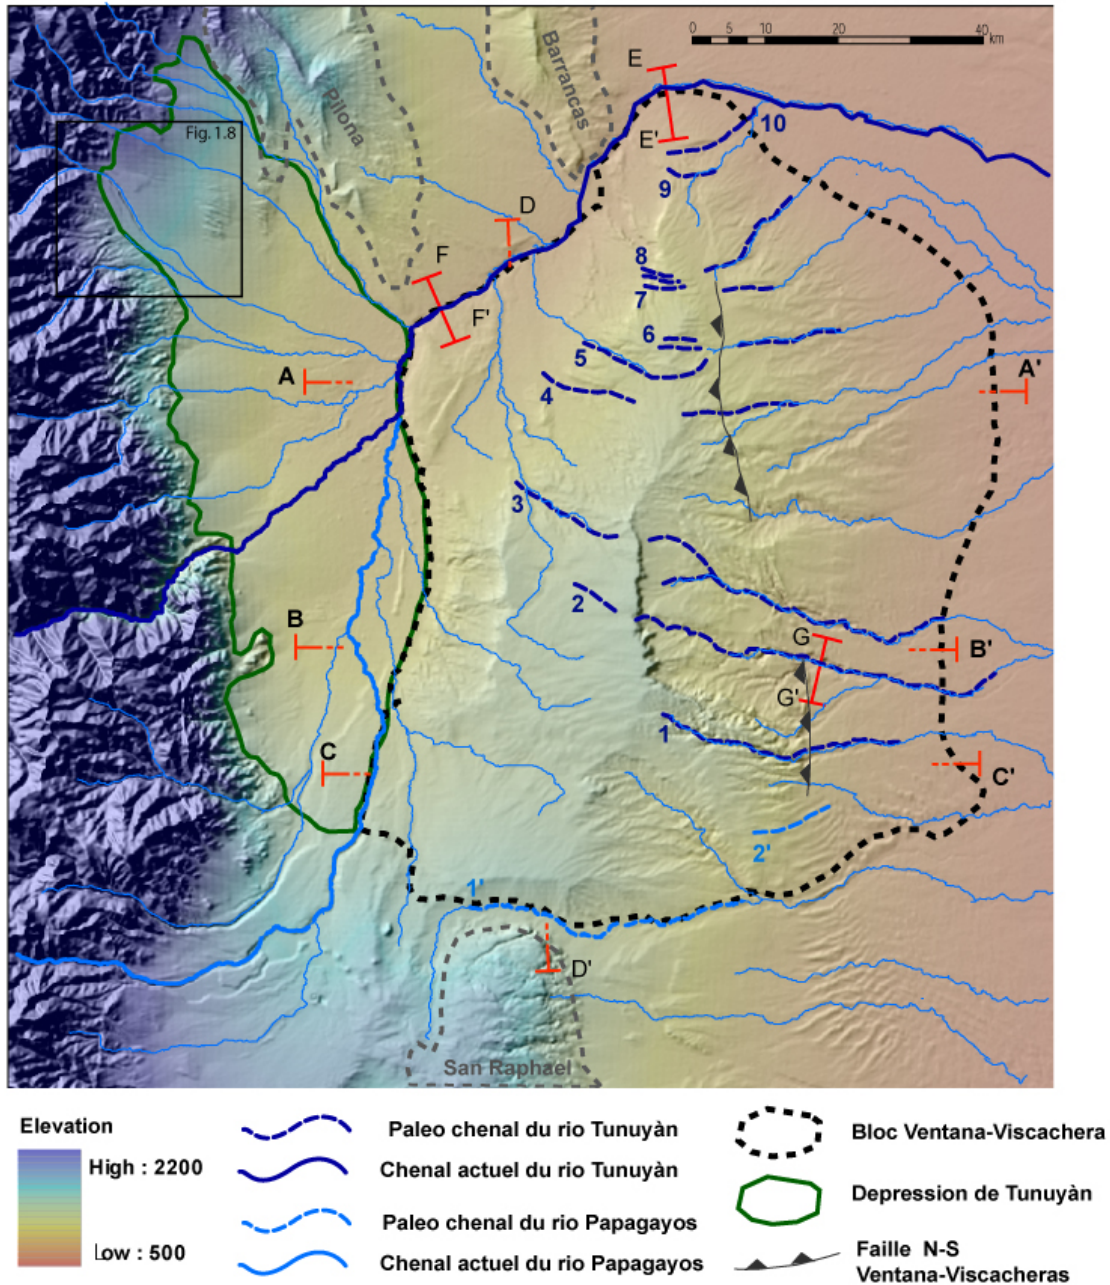 0 5 10 20 40
km
E
Barrancas
Pilona
Fig. 1.8
10
E'
9
D
F
8
7
F'
6
5
A
A'
4
3
2
B
G
B'
G'
1
C
C'
2'
1'
D'
San Raphael
Elevation
High : 2200
Low : 500
Paleo chenal du rio Tunuyàn
Chenal actuel du rio Tunuyàn
Paleo chenal du rio Papagayos
Chenal actuel du rio Papagayos
Bloc Ventana-Viscachera
Depression de Tunuyàn
Faille N-S
Ventana-Viscacheras